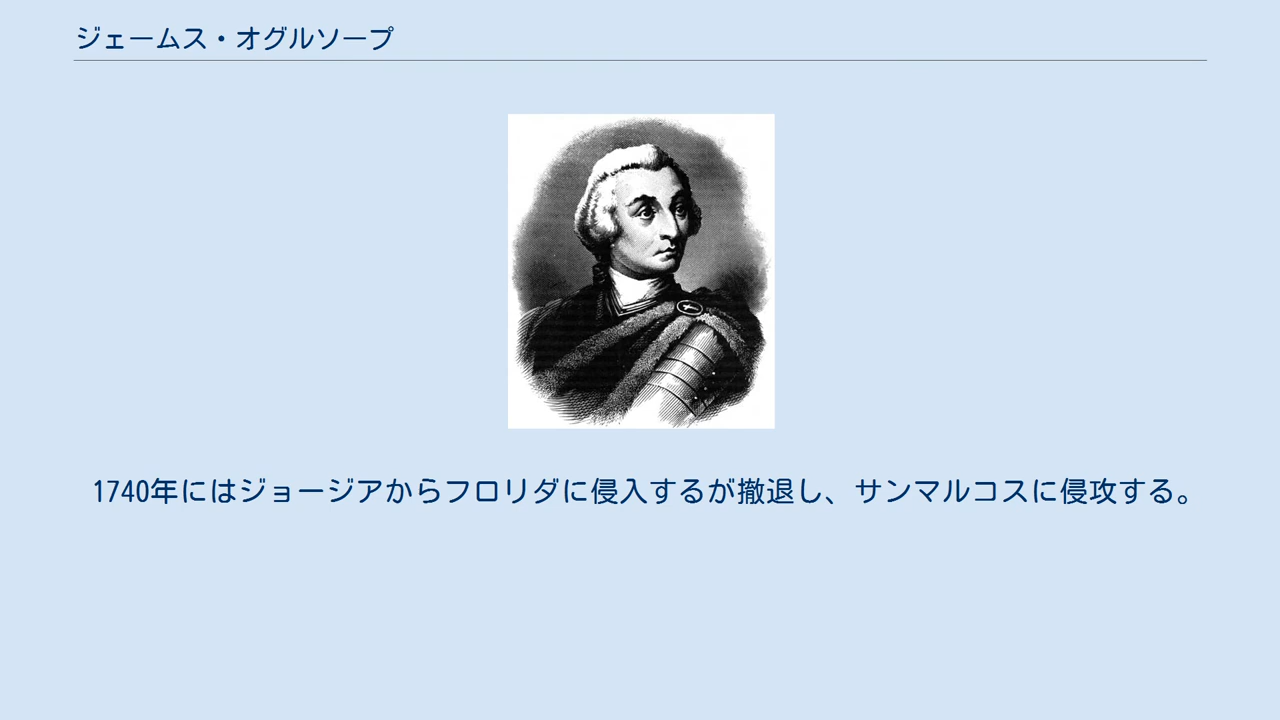 ジェームス・オグルソープ
1740年にはジョージアからフロリダに侵入するが撤退し、サンマルコスに侵攻する。